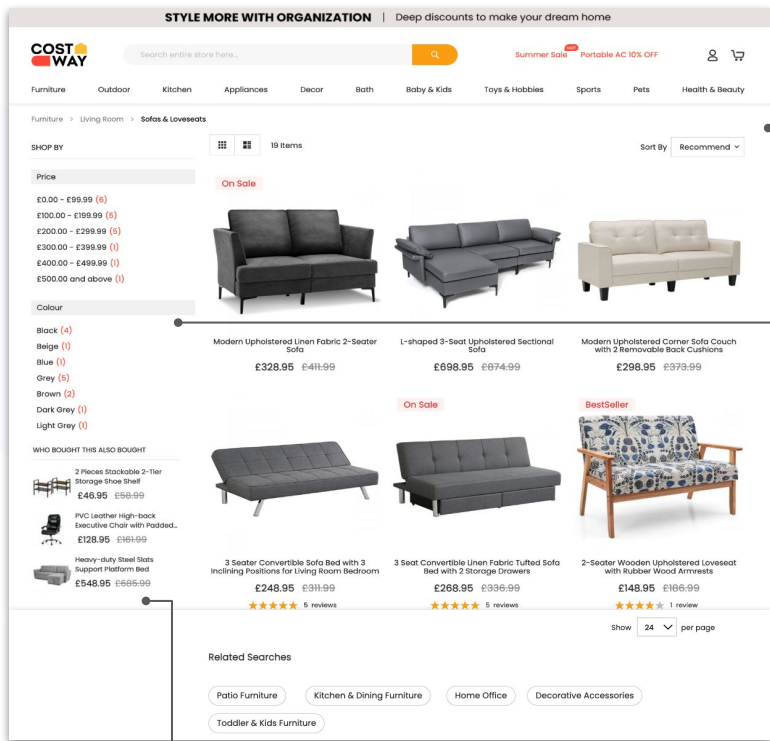 STYLE MORE WITH ORGANIZATION | Deep discounts to make your dream home
COSTWAY
Search entire store here...
Summer Sale
HOT
Portable AC 10% OFF
Furniture Outdoor Kitchen Appliances Decor Bath Baby & Kids Toys & Hobbies Sports Pets Health & Beauty
Furniture > Living Room > Sofas & Loveseats
SHOP BY
19 Items
Sort By Recommend
Price
£0.00 - £99.99 (6)
£100.00 - £199.99 (5)
£200.00 - £299.99 (5)
£300.00 - £399.99 (1)
£400.00 - £499.99 (1)
£500.00 and above (1)
Colour
Black (4)
Beige (1)
Blue (1)
Grey (5)
Brown (2)
Dark Grey (1)
Light Grey (1)
WHO BOUGHT THIS ALSO BOUGHT
2 Pieces Stackable 2-Tier
Storage Shoe Shelf
£46.95 £58.99
PVC Leather High-back
Executive Chair with Padded...
£128.95 £161.99
Heavy-duty Steel Slats
Support Platform Bed
£548.95 £685.99
On Sale
Modern Upholstered Linen Fabric 2-Seater
Sofa
£328.95 £411.99
L-shaped 3-Seat Upholstered Sectional
Sofa
£698.95 £874.99
Modern Upholstered Corner Sofa Couch
with 2 Removable Back Cushions
£298.95 £373.99
3 Seater Convertible Sofa Bed with 3
Inclining Positions for Living Room Bedroom
£248.95 £311.99
5 reviews
On Sale
3 Seat Convertible Linen Fabric Tufted Sofa
Bed with 2 Storage Drawers
£268.95 £336.99
5 reviews
BestSeller
2-Seater Wooden Upholstered Loveseat
with Rubber Wood Armrests
£148.95 £186.99
1 review
Show 24 per page
Related Searches
Patio Furniture
Kitchen & Dining Furniture
Home Office
Decorative Accessories
Toddler & Kids Furniture